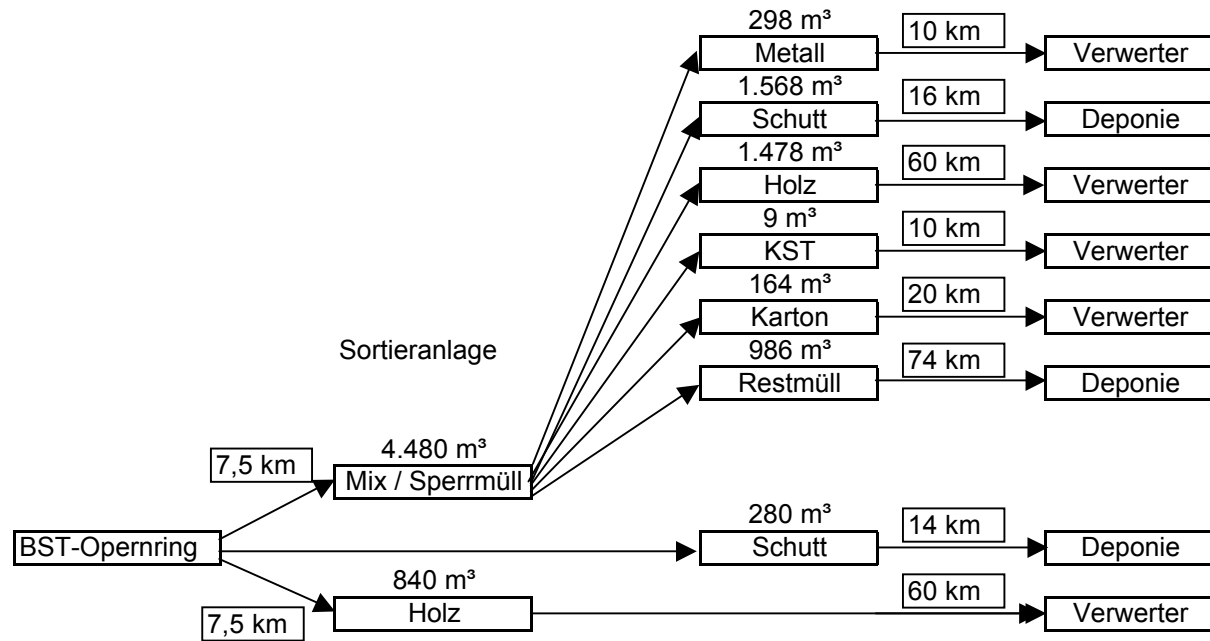 298 m³
10 km
Metall
Verwerter
1.568 m³
16 km
Schutt
Deponie
1.478 m³
60 km
Holz
Verwerter
9 m³
10 km
KST
Verwerter
164 m³
20 km
Karton
Verwerter
Sortieranlage
986 m³
74 km
Restmüll
Deponie
7,5 km
4.480 m³
Mix / Sperrmüll
BST-Opernring
280 m³
14 km
Schutt
Deponie
7,5 km
840 m³
Holz
60 km
Verwerter